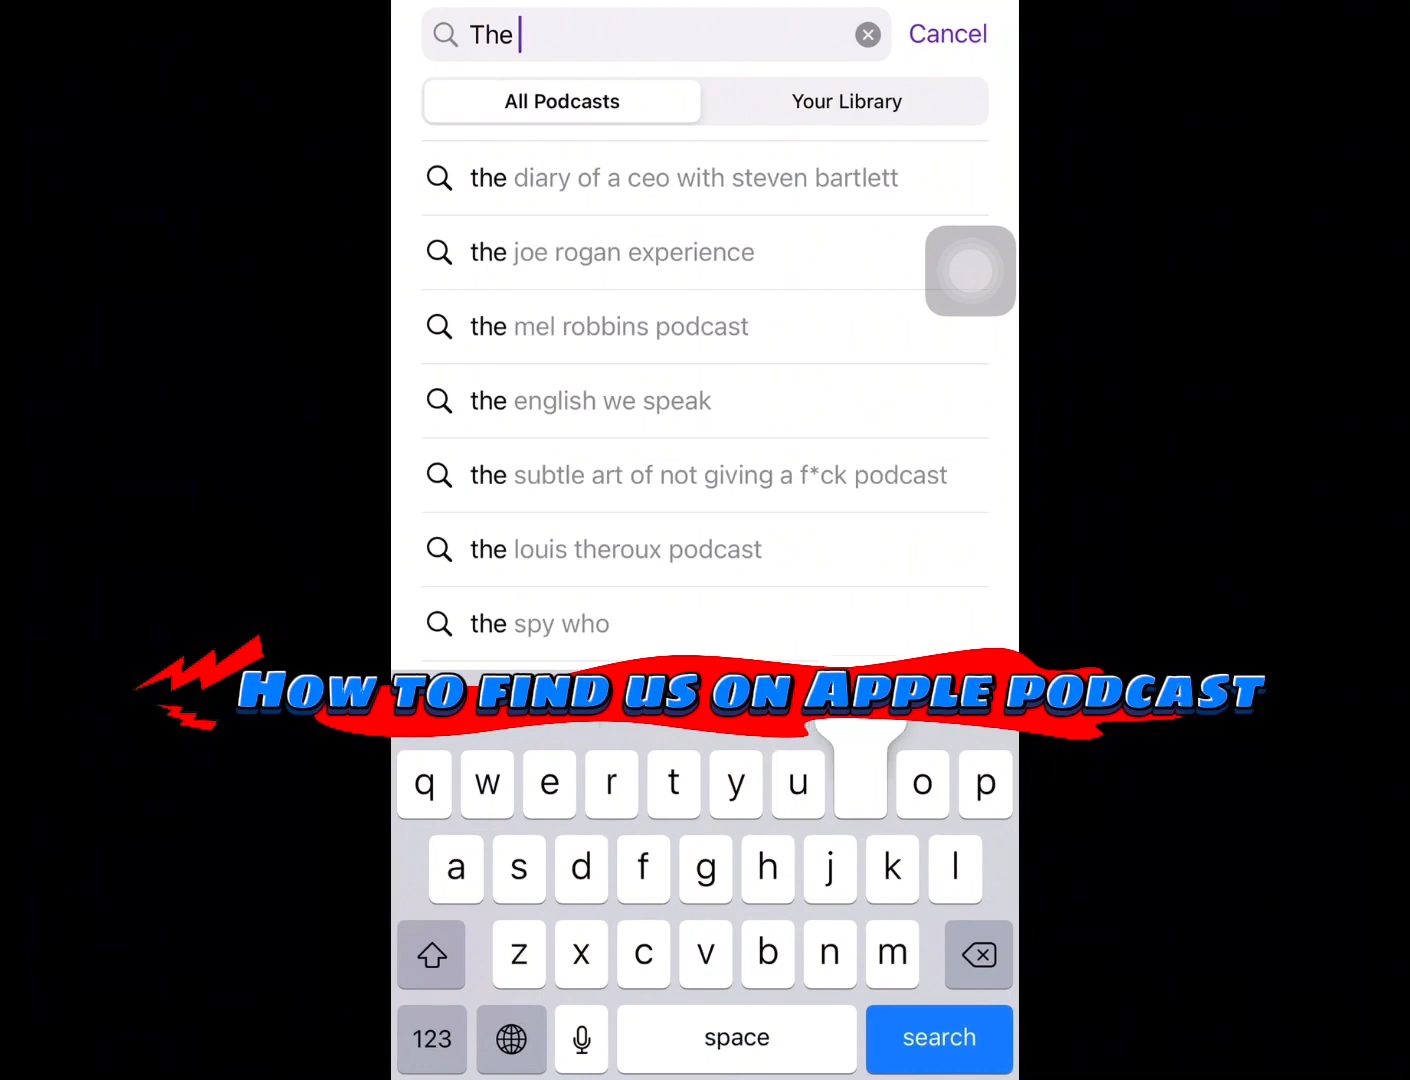 The
Cancel
All Podcasts
Your Library
the diary of a ceo with steven bartlett
the joe rogan experience
the mel robbins podcast
the english we speak
the subtle art of not giving a f*ck podcast
the louis theroux podcast
the spy who
How to find us on Apple podcast
q w e r t y u o p
a s d f g h j k l
z x c v b n m
123 space search